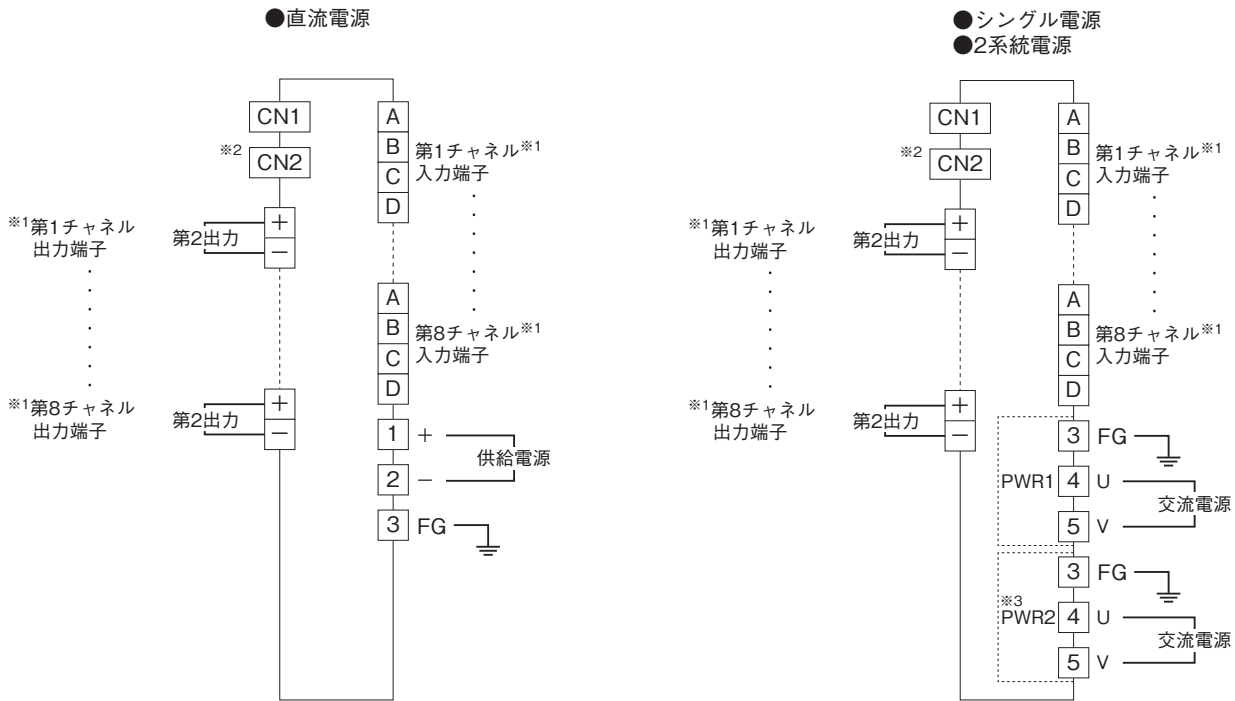 ●直流電源
CN1
※2
CN2
※1第1チャネル
出力端子
第2出力
+
−
※1第8チャネル
出力端子
第2出力
+
−
A
B
C
D
第1チャネル※1
入力端子
A
B
C
D
第8チャネル※1
入力端子
1
+
2
−
供給電源
3
FG
●シングル電源
●2系統電源
CN1
※2
CN2
※1第1チャネル
出力端子
第2出力
+
−
※1第8チャネル
出力端子
第2出力
+
−
A
B
C
D
第1チャネル※1
入力端子
A
B
C
D
第8チャネル※1
入力端子
PWR1
3
FG
4
U
5
V
交流電源
※3
PWR2
3
FG
4
U
5
V
交流電源